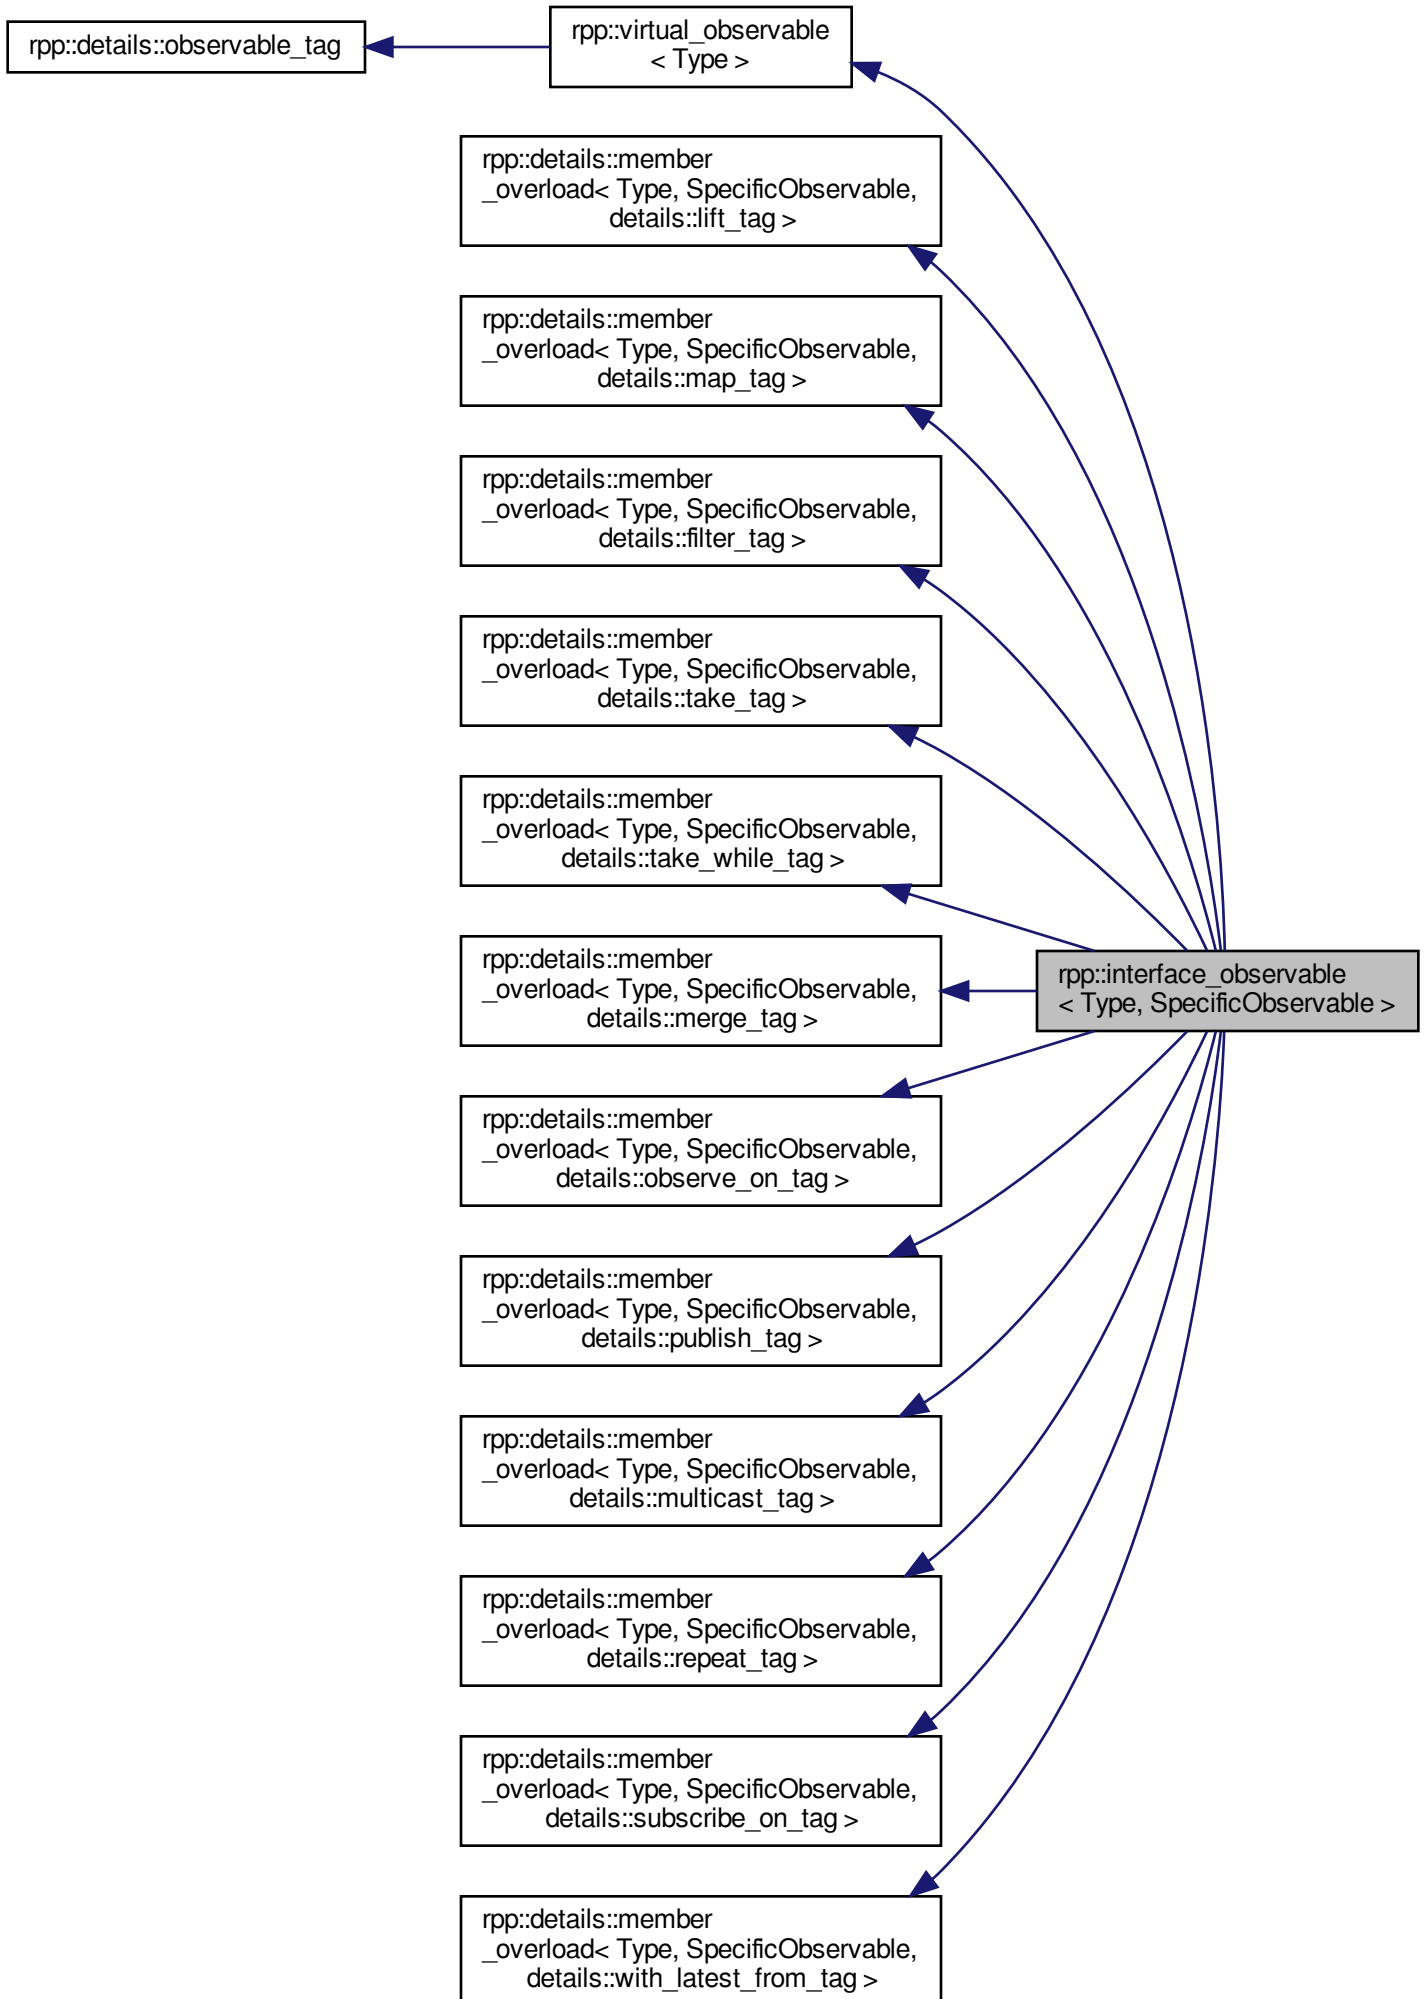 rpp::details::observable_tag
rpp::virtual_observable
< Type >
rpp::details::member
_overload< Type, SpecificObservable,
details::lift_tag >
rpp::details::member
_overload< Type, SpecificObservable,
details::map_tag >
rpp::details::member
_overload< Type, SpecificObservable,
details::filter_tag >
rpp::details::member
_overload< Type, SpecificObservable,
details::take_tag >
rpp::details::member
_overload< Type, SpecificObservable,
details::take_while_tag >
rpp::details::member
_overload< Type, SpecificObservable,
details::merge_tag >
rpp::interface_observable
< Type, SpecificObservable >
rpp::details::member
_overload< Type, SpecificObservable,
details::observe_on_tag >
rpp::details::member
_overload< Type, SpecificObservable,
details::publish_tag >
rpp::details::member
_overload< Type, SpecificObservable,
details::multicast_tag >
rpp::details::member
_overload< Type, SpecificObservable,
details::repeat_tag >
rpp::details::member
_overload< Type, SpecificObservable,
details::subscribe_on_tag >
rpp::details::member
_overload< Type, SpecificObservable,
details::with_latest_from_tag >